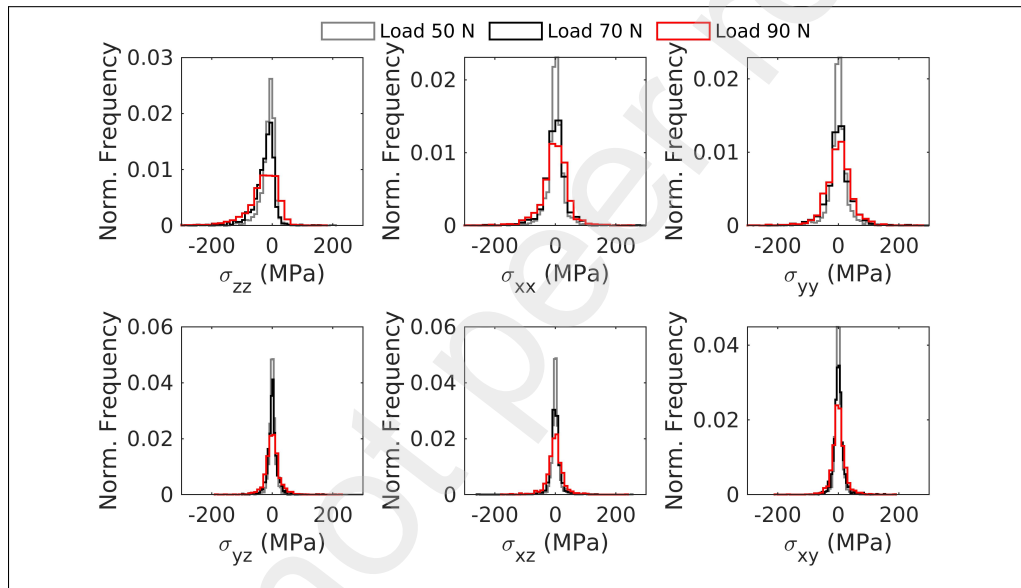 Load 50 N Load 70 N Load 90 N
Norm. Frequency
0.03
0.02
0.01
0
-200 0 200
σzz (MPa)
Norm. Frequency
0.02
0.01
0
-200 0 200
σxx (MPa)
Norm. Frequency
0.02
0.01
0
-200 0 200
σyy (MPa)
Norm. Frequency
0.06
0.04
0.02
0
-200 0 200
σyz (MPa)
Norm. Frequency
0.06
0.04
0.02
0
-200 0 200
σxz (MPa)
Norm. Frequency
0.04
0.02
0
-200 0 200
σxy (MPa)
not peer